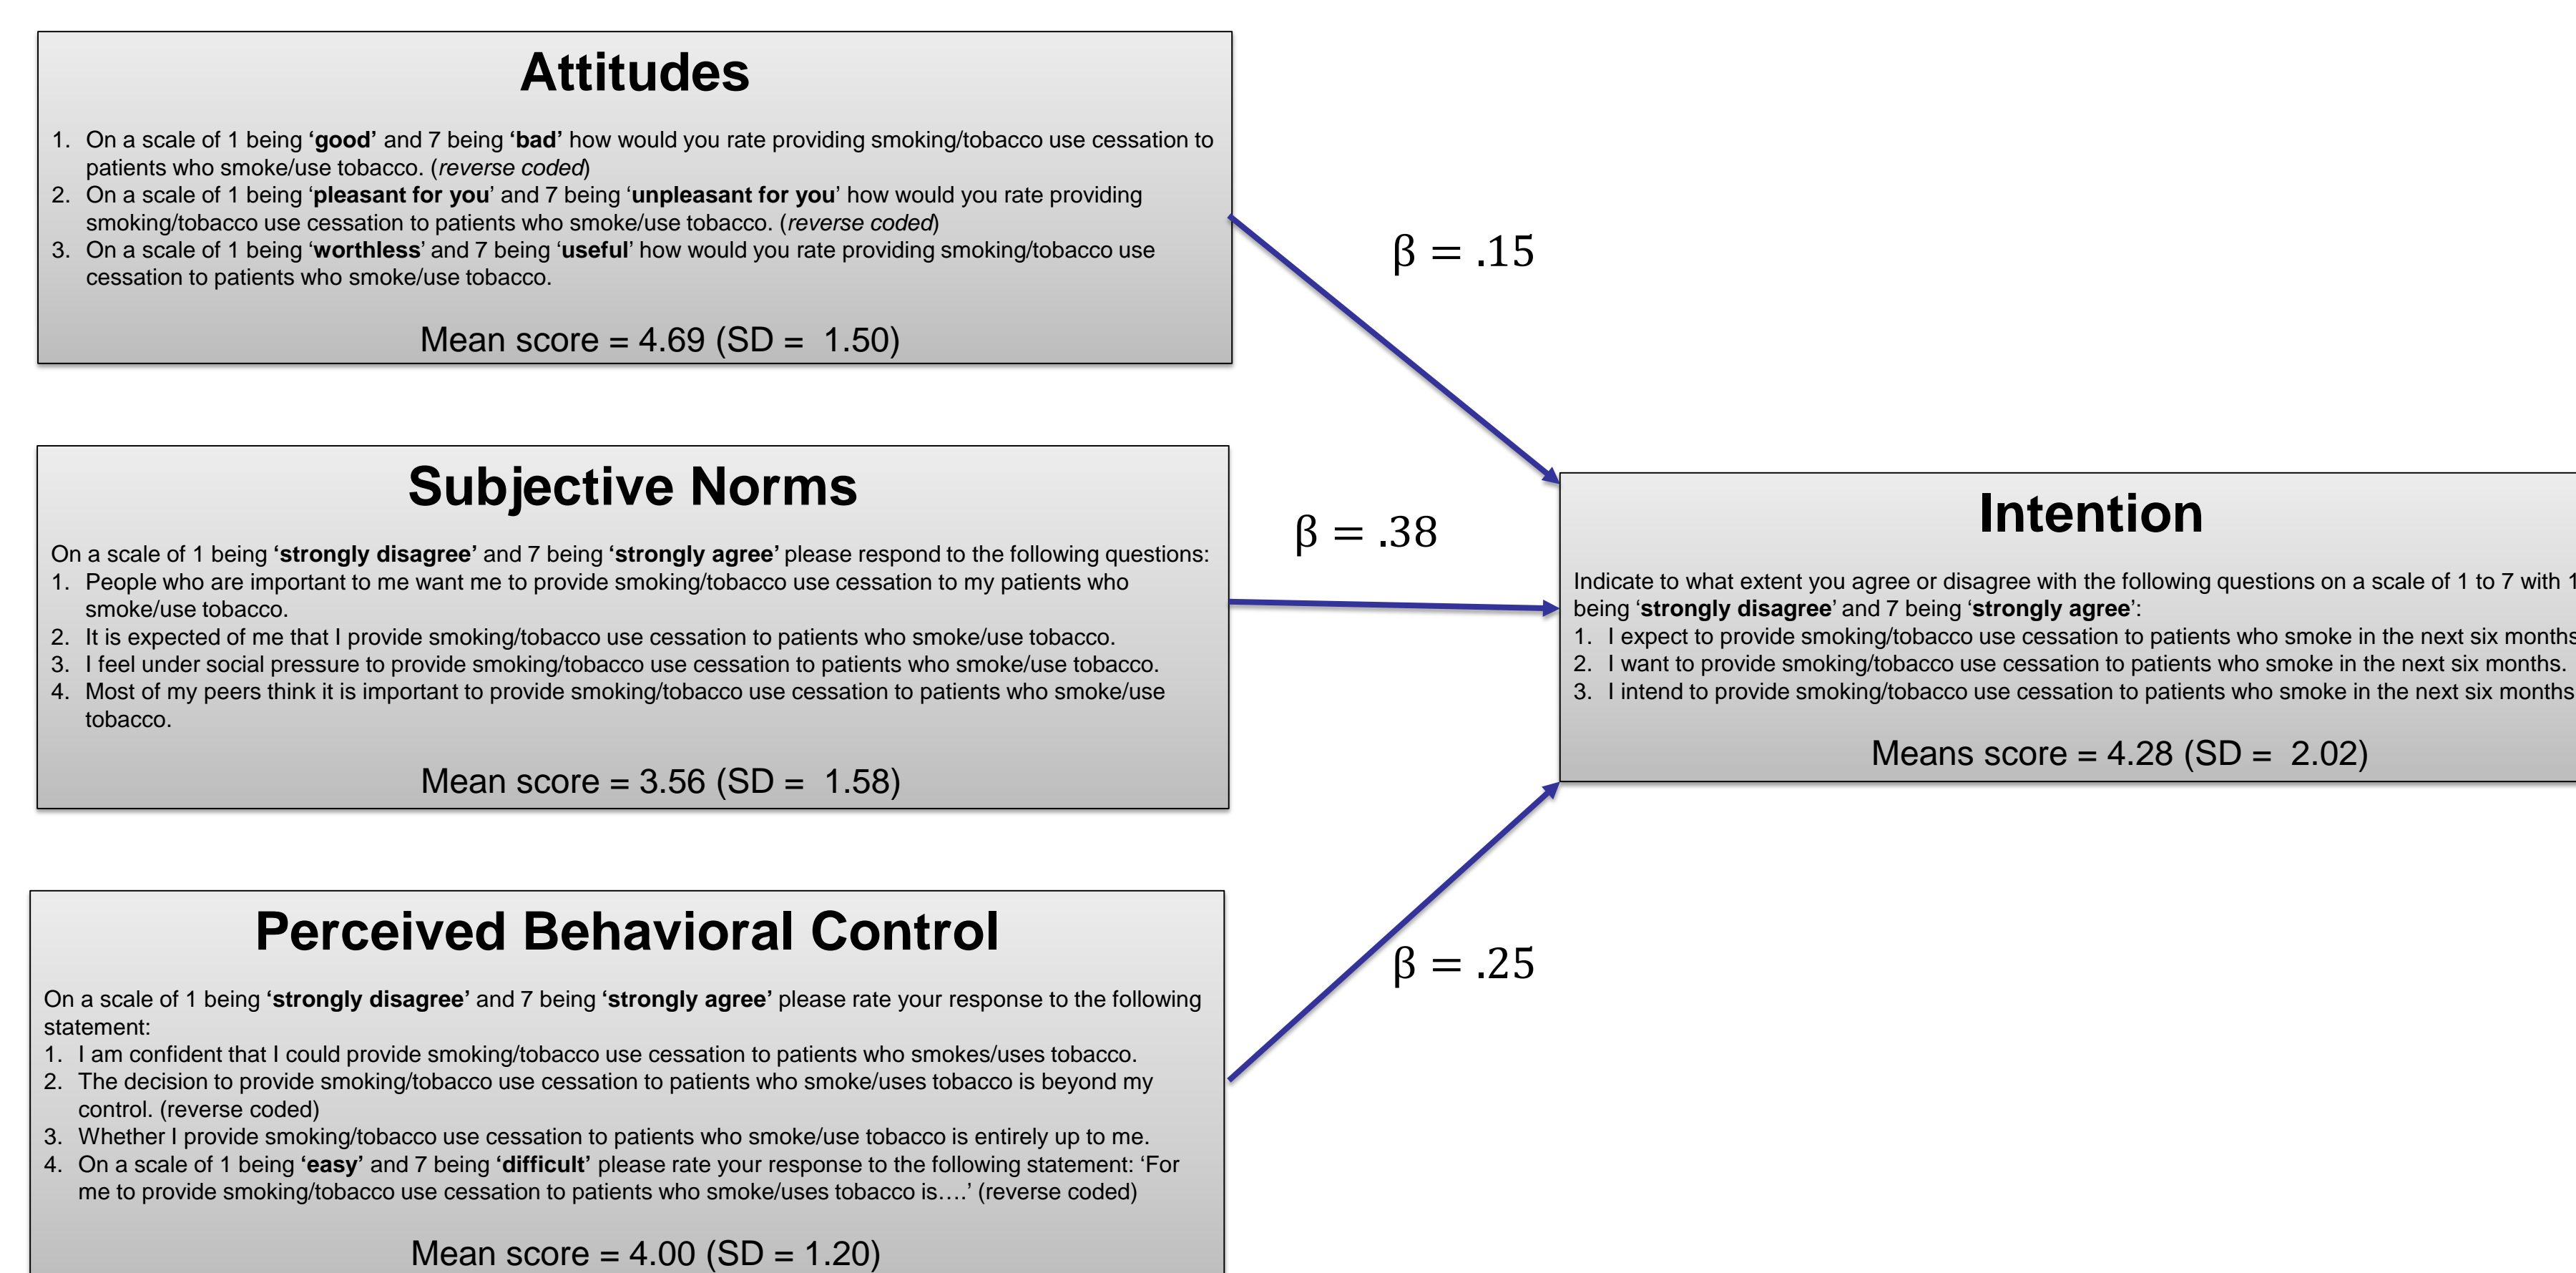 Attitudes
1. On a scale of 1 being ‘good’ and 7 being ‘bad’ how would you rate providing smoking/tobacco use cessation to
patients who smoke/use tobacco. (reverse coded)
2. On a scale of 1 being ‘pleasant for you’ and 7 being ‘unpleasant for you’ how would you rate providing
smoking/tobacco use cessation to patients who smoke/use tobacco. (reverse coded)
3. On a scale of 1 being ‘worthless’ and 7 being ‘useful’ how would you rate providing smoking/tobacco use
cessation to patients who smoke/use tobacco.
Mean score = 4.69 (SD = 1.50)
β = .15
Subjective Norms
On a scale of 1 being ‘strongly disagree’ and 7 being ‘strongly agree’ please respond to the following questions:
1. People who are important to me want me to provide smoking/tobacco use cessation to my patients who
smoke/use tobacco.
2. It is expected of me that I provide smoking/tobacco use cessation to patients who smoke/use tobacco.
3. I feel under social pressure to provide smoking/tobacco use cessation to patients who smoke/use tobacco.
4. Most of my peers think it is important to provide smoking/tobacco use cessation to patients who smoke/use
tobacco.
Mean score = 3.56 (SD = 1.58)
β = .38
Intention
Indicate to what extent you agree or disagree with the following questions on a scale of 1 to 7 with 1
being ‘strongly disagree’ and 7 being ‘strongly agree’:
1. I expect to provide smoking/tobacco use cessation to patients who smoke in the next six months
2. I want to provide smoking/tobacco use cessation to patients who smoke in the next six months.
3. I intend to provide smoking/tobacco use cessation to patients who smoke in the next six months
Means score = 4.28 (SD = 2.02)
Perceived Behavioral Control
On a scale of 1 being ‘strongly disagree’ and 7 being ‘strongly agree’ please rate your response to the following
statement:
1. I am confident that I could provide smoking/tobacco use cessation to patients who smokes/uses tobacco.
2. The decision to provide smoking/tobacco use cessation to patients who smoke/uses tobacco is beyond my
control. (reverse coded)
3. Whether I provide smoking/tobacco use cessation to patients who smoke/use tobacco is entirely up to me.
4. On a scale of 1 being ‘easy’ and 7 being ‘difficult’ please rate your response to the following statement: ‘For
me to provide smoking/tobacco use cessation to patients who smoke/uses tobacco is….’ (reverse coded)
Mean score = 4.00 (SD = 1.20)
β = .25